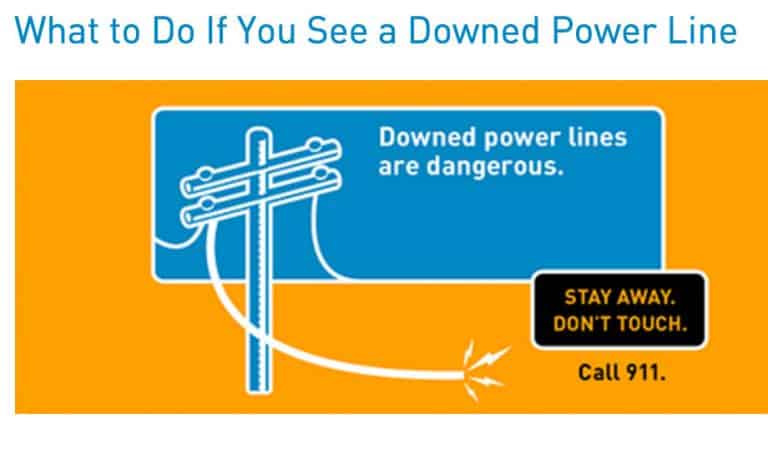 What to Do If You See a Downed Power Line
Downed power lines
are dangerous.
STAY AWAY.
DON'T TOUCH.
Call 911.